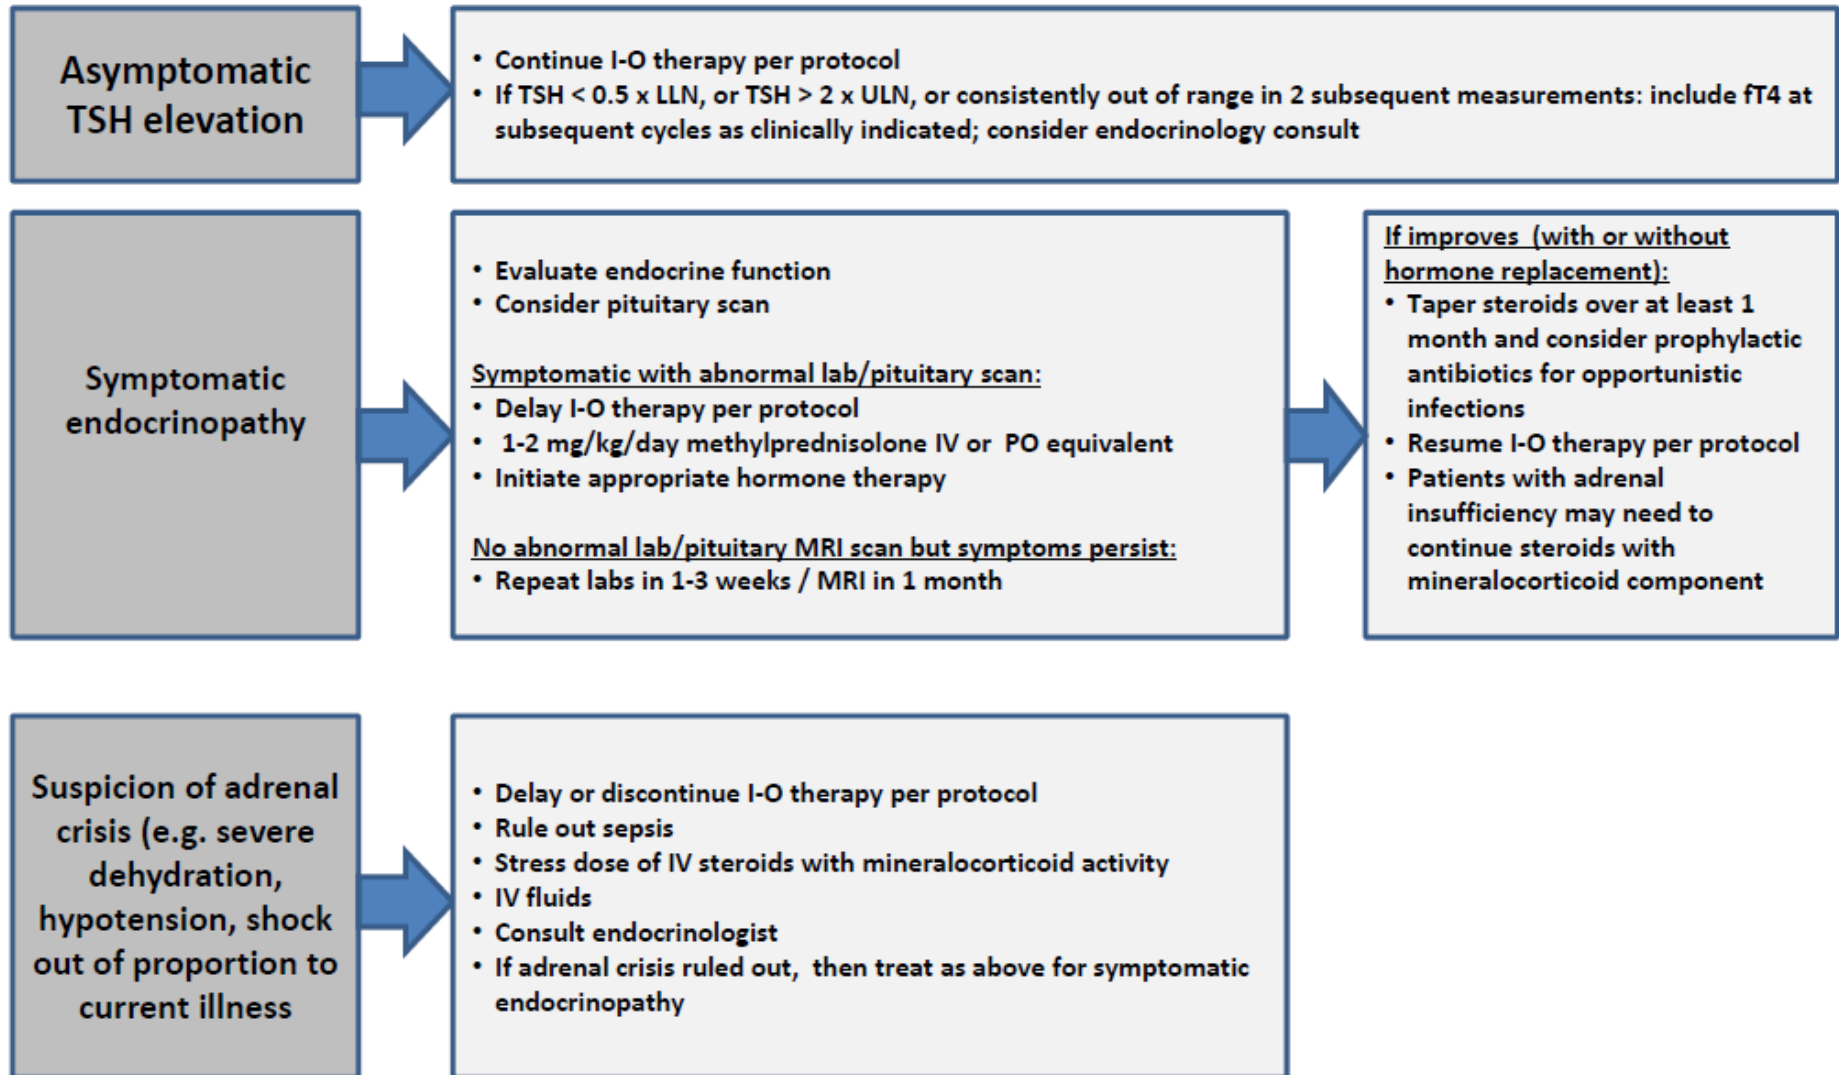 Asymptomatic
TSH elevation
• Continue I-O therapy per protocol
• If TSH < 0.5 x LLN, or TSH > 2 x ULN, or consistently out of range in 2 subsequent measurements: include fT4 at
subsequent cycles as clinically indicated; consider endocrinology consult
Symptomatic
endocrinopathy
• Evaluate endocrine function
• Consider pituitary scan
Symptomatic with abnormal lab/pituitary scan:
• Delay I-O therapy per protocol
• 1-2 mg/kg/day methylprednisolone IV or PO equivalent
• Initiate appropriate hormone therapy
No abnormal lab/pituitary MRI scan but symptoms persist:
• Repeat labs in 1-3 weeks / MRI in 1 month
If improves (with or without
hormone replacement):
• Taper steroids over at least 1
month and consider prophylactic
antibiotics for opportunistic
infections
• Resume I-O therapy per protocol
• Patients with adrenal
insufficiency may need to
continue steroids with
mineralocorticoid component
Suspicion of adrenal
crisis (e.g. severe
dehydration,
hypotension, shock
out of proportion to
current illness
• Delay or discontinue I-O therapy per protocol
• Rule out sepsis
• Stress dose of IV steroids with mineralocorticoid activity
• IV fluids
• Consult endocrinologist
• If adrenal crisis ruled out, then treat as above for symptomatic
endocrinopathy